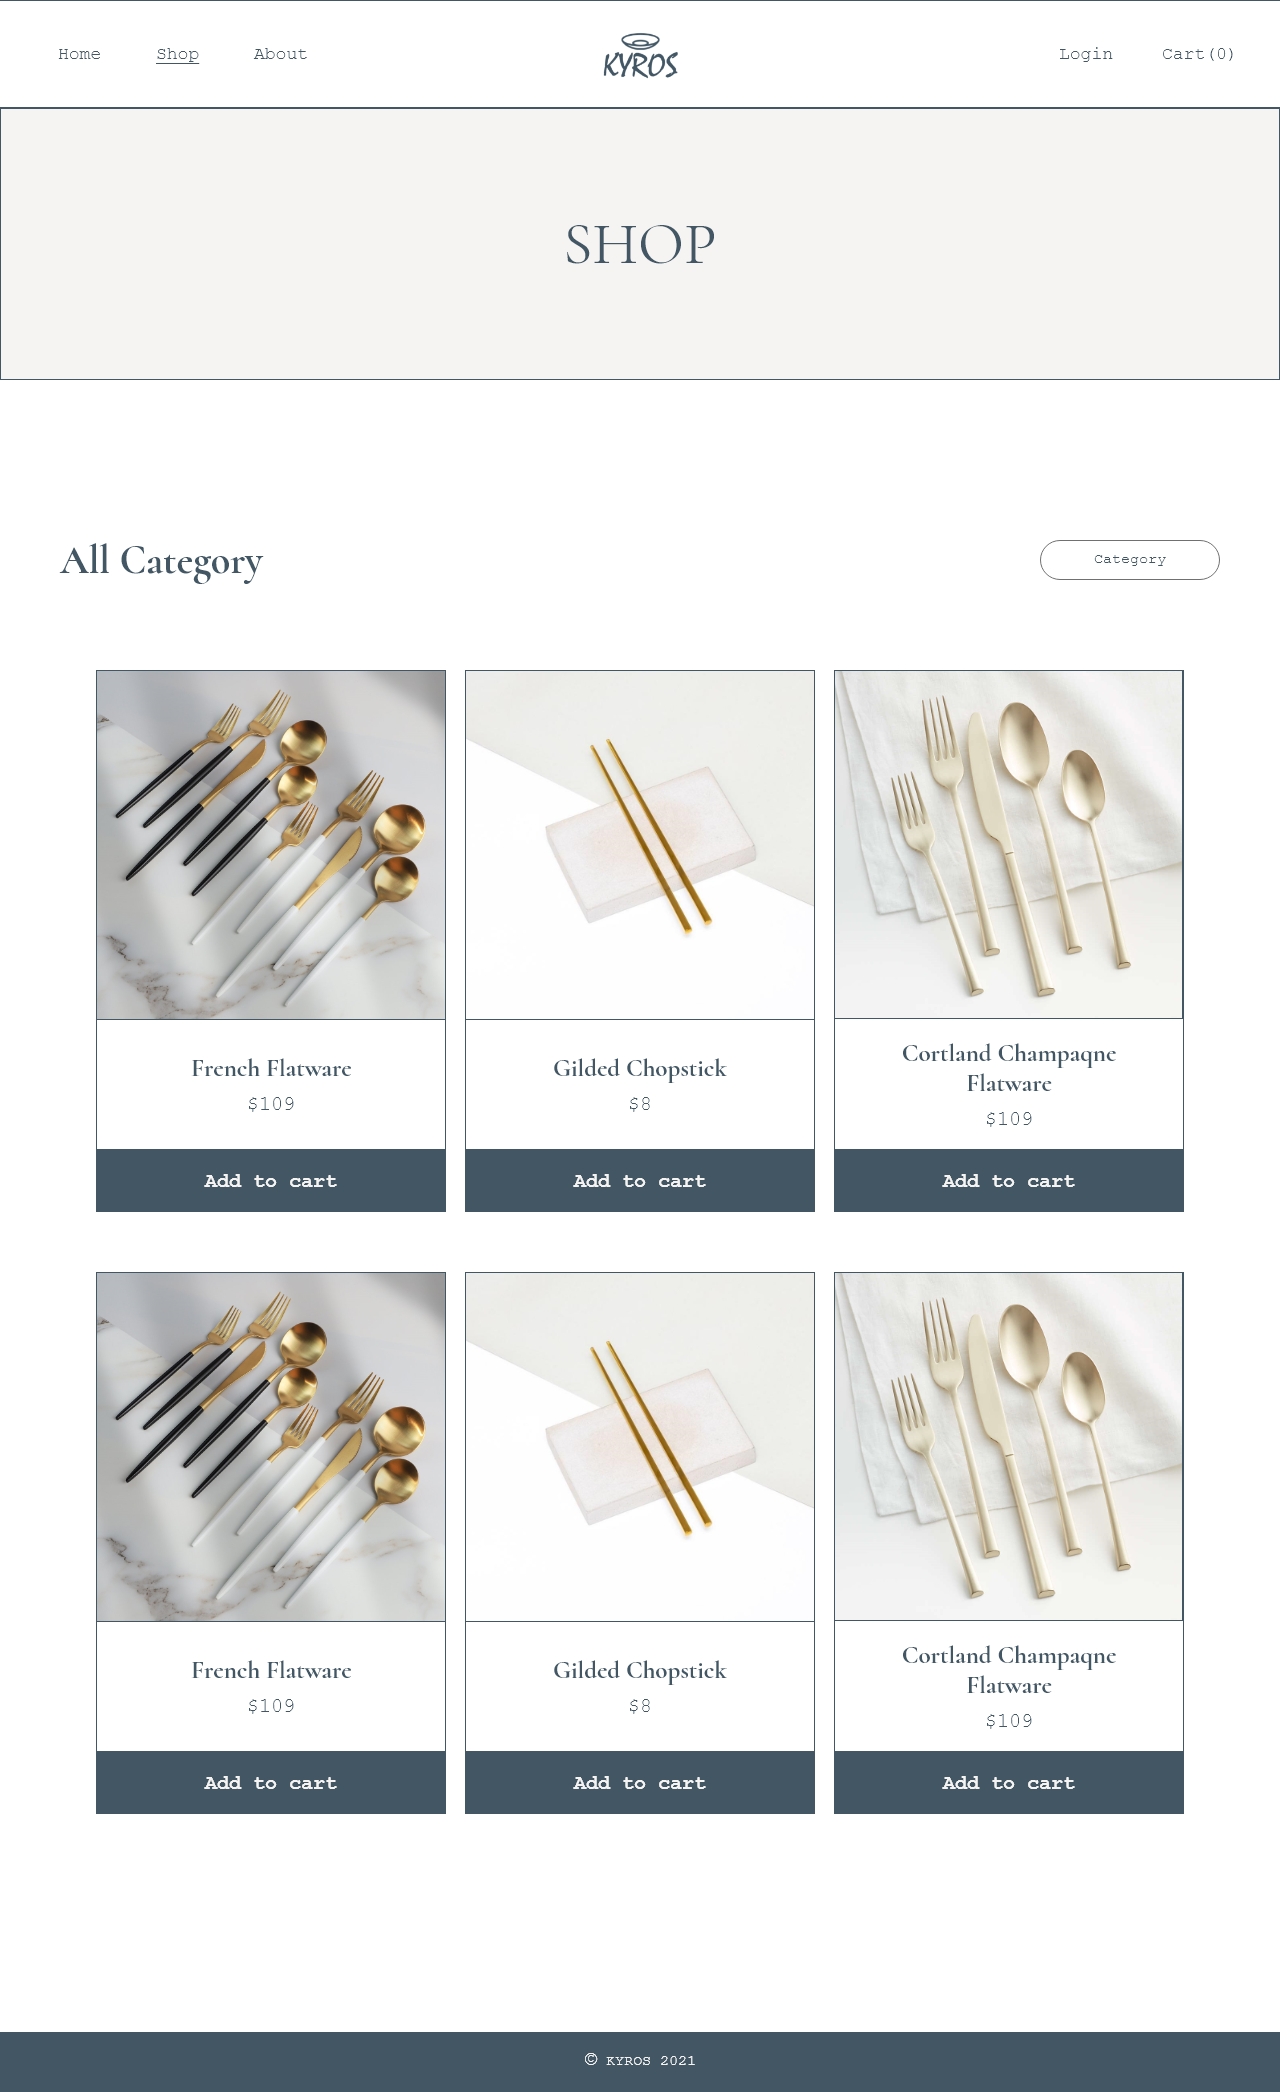 Home Shop About KYROS Login Cart(0)
SHOP
All Category Category
French Flatware
$109
Add to cart
Gilded Chopstick
$8
Add to cart
Cortland Champaqne
Flatware
$109
Add to cart
French Flatware
$109
Add to cart
Gilded Chopstick
$8
Add to cart
Cortland Champaqne
Flatware
$109
Add to cart
© KYROS 2021